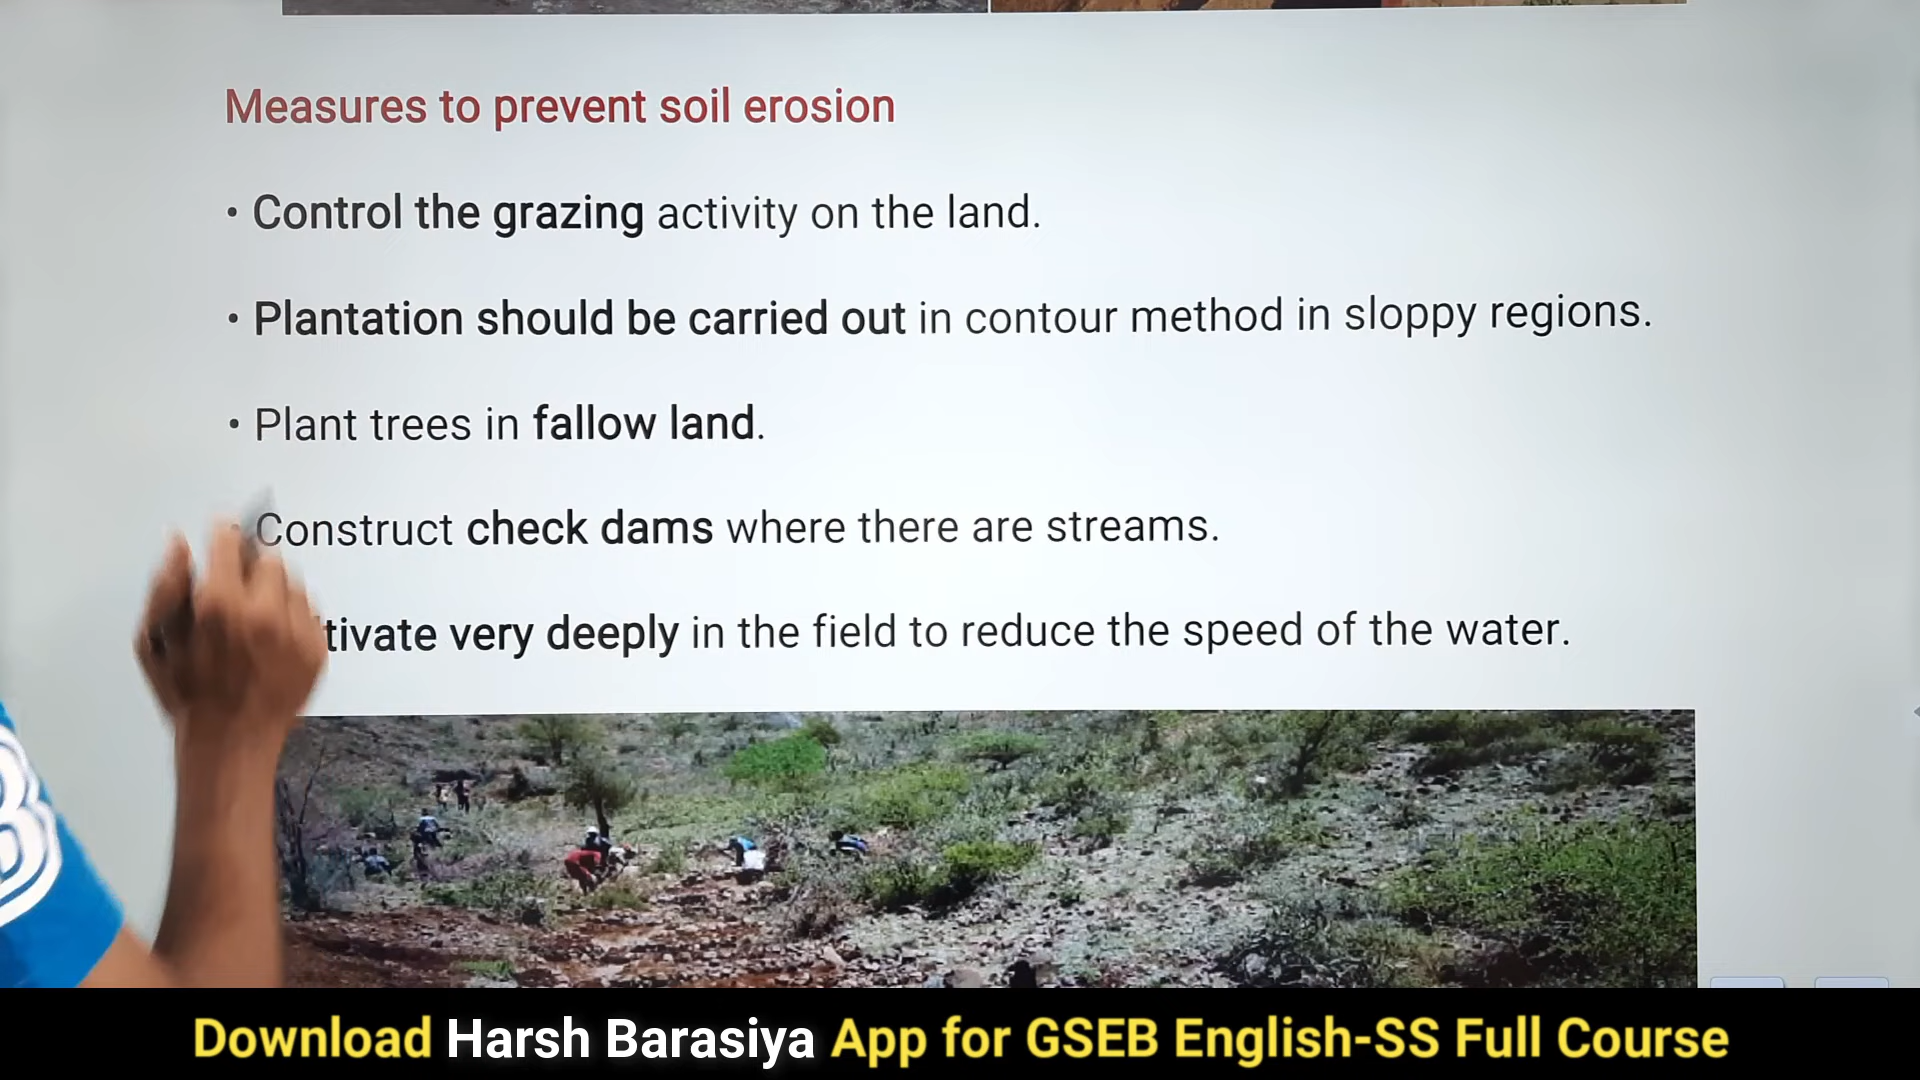 Measures to prevent soil erosion
• Control the grazing activity on the land.
• Plantation should be carried out in contour method in sloppy regions.
• Plant trees in fallow land.
• Construct check dams where there are streams.
very deeply in the field to reduce the speed of the water.
Download Harsh Barasiya App for GSEB English-SS Full Course